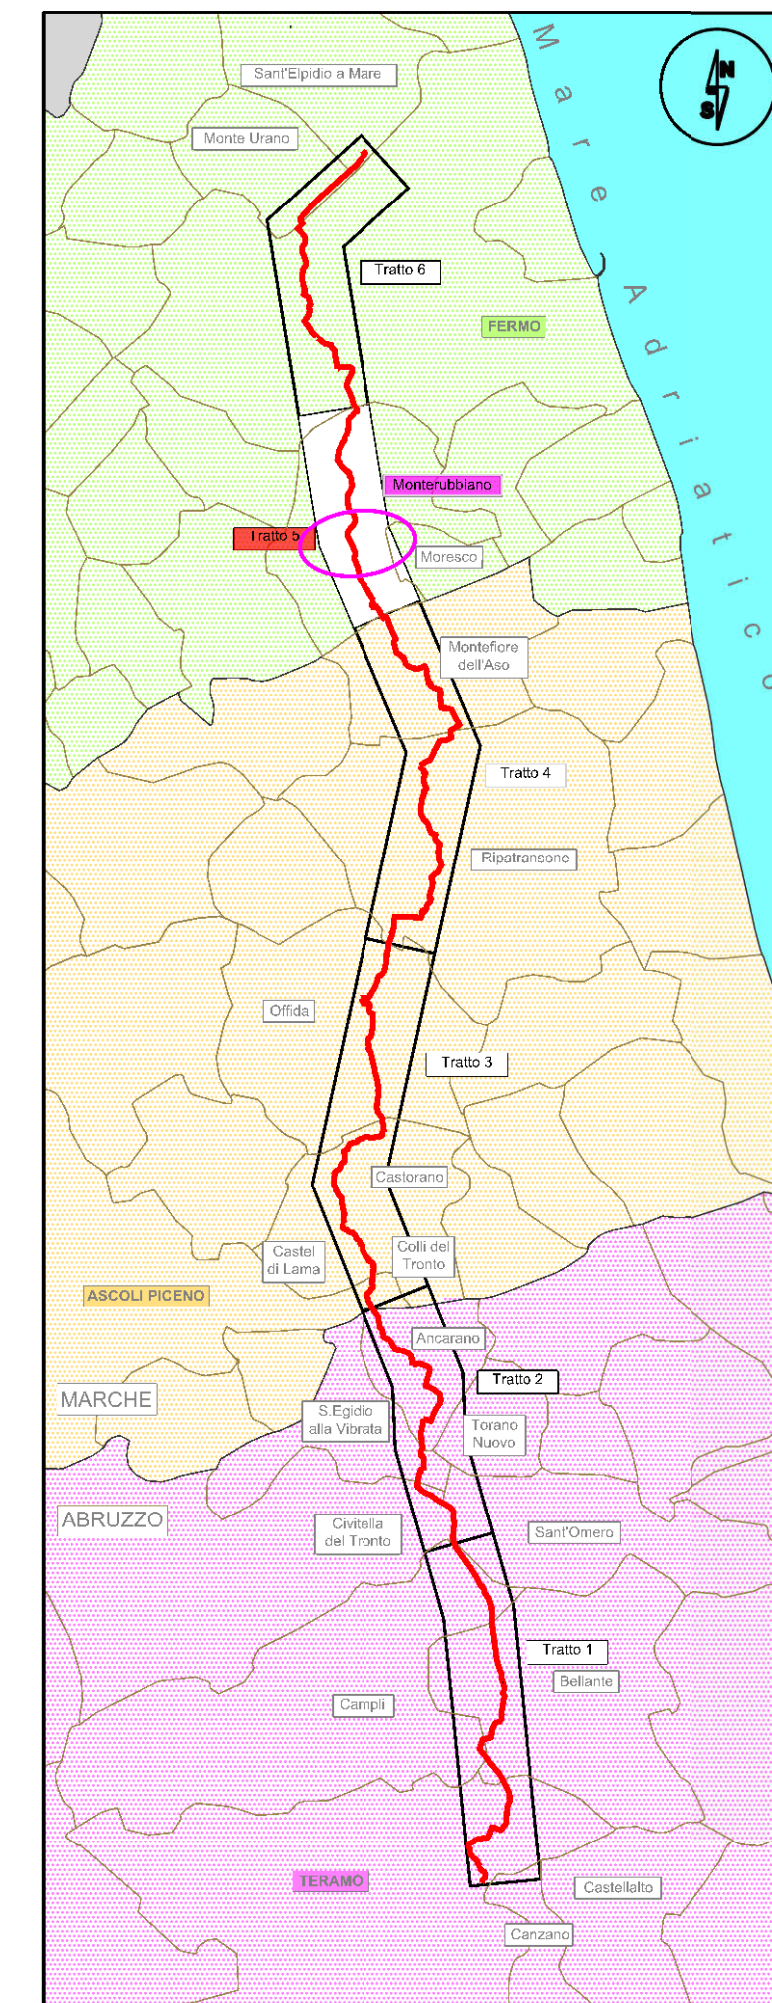 Mare Adriatico
N
S
Sant'Elpidio a Mare
Monte Urano
Tratto 6
FERMO
Monterubbiano
Tratto 5
Moresco
Montefiore
dell'Aso
Tratto 4
Ripatransone
Offida
Tratto 3
Castorano
Castel
di Lama
Colli del
Tronto
ASCOLI PICENO
Ancarano
Tratto 2
MARCHE
S.Egidio
alla Vibrata
Torano
Nuovo
ABRUZZO
Civitella
del Tronto
Sant'Omero
Tratto 1
Bellante
Campli
TERAMO
Castellalto
Canzano